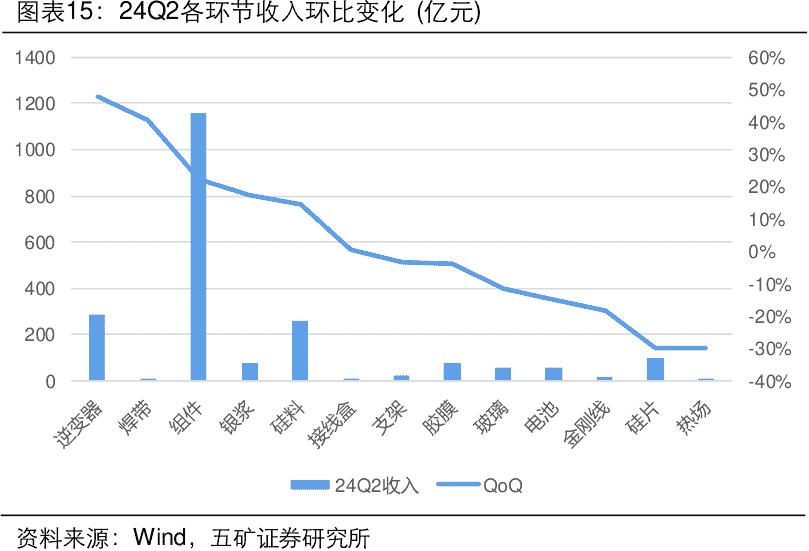 图表15：24Q2各环节收入环比变化 (亿元)
1400
1200
1000
800
600
400
200
0
60%
50%
40%
30%
20%
10%
0%
-10%
-20%
-30%
-40%
逆变器
焊带
组件
银浆
硅料
接线盒
支架
胶膜
玻璃
电池
金刚线
硅片
热场
24Q2收入
QoQ
资料来源：Wind，五矿证券研究所